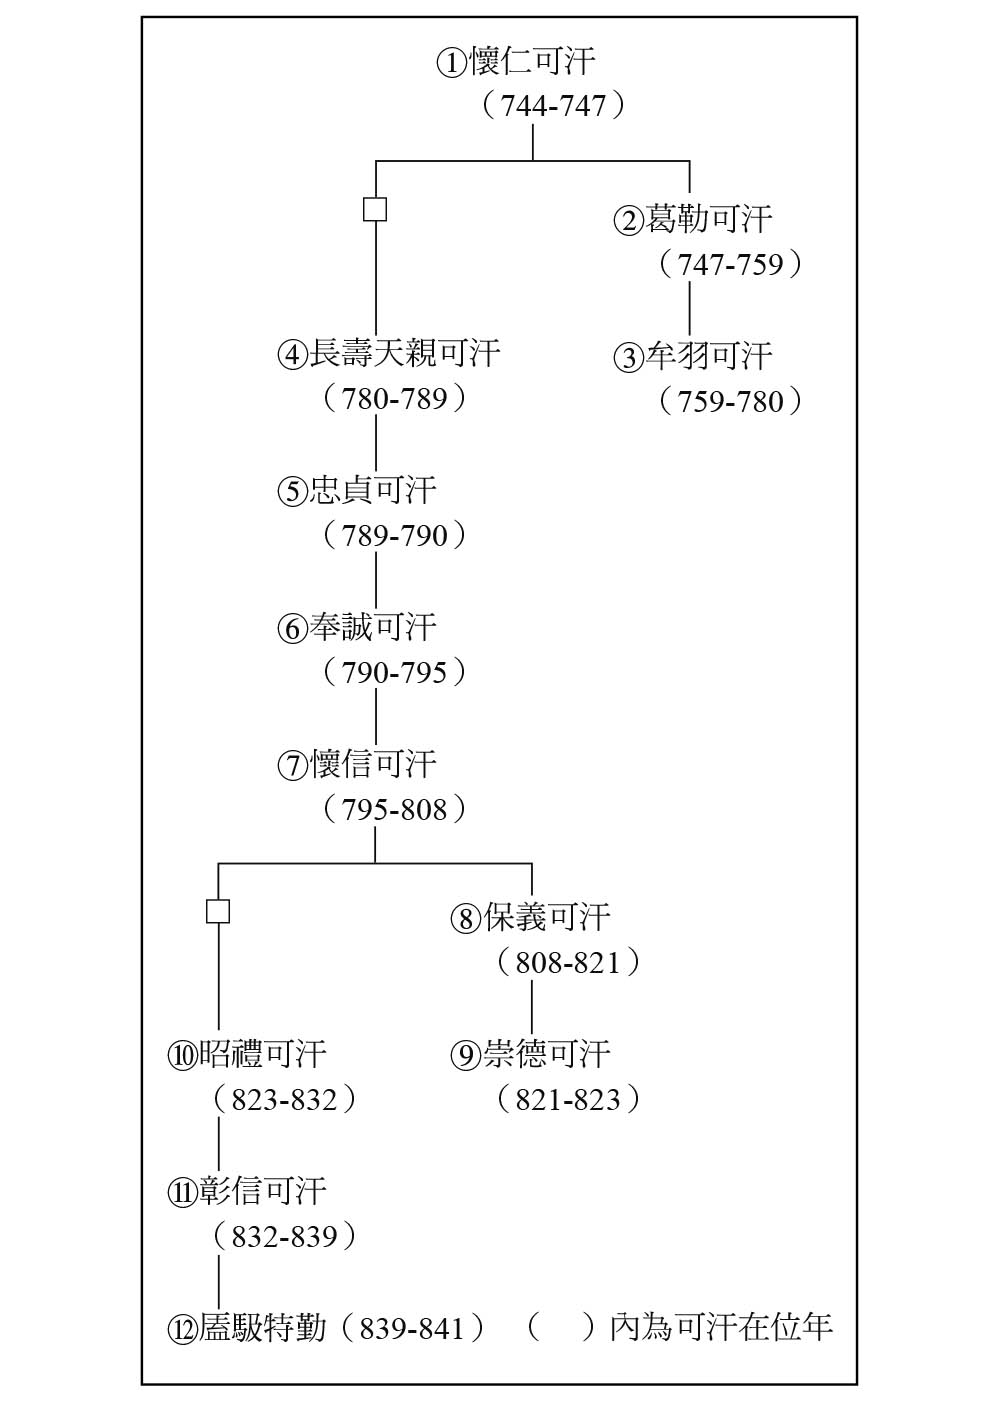 ①懷仁可汗
（744-747）
②葛勒可汗
（747-759）
④長壽天親可汗
（780-789）
③牟羽可汗
（759-780）
⑤忠貞可汗
（789-790）
⑥奉誠可汗
（790-795）
⑦懷信可汗
（795-808）
⑧保義可汗
（808-821）
⑩昭禮可汗
（823-832）
⑨崇德可汗
（821-823）
⑪彰信可汗
（832-839）
⑫㕎馺特勤（839-841）　（　）內為可汗在位年